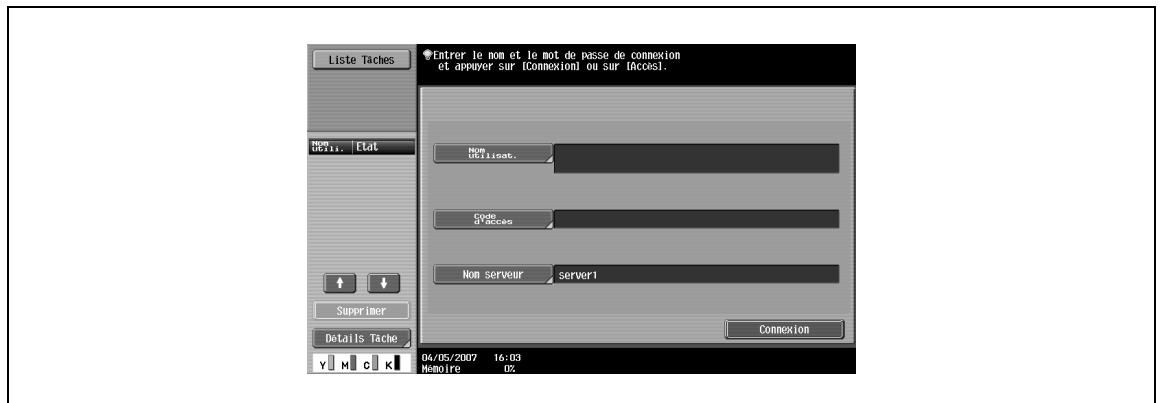 Liste Tâches
Entrer le nom et le mot de passe de connexion
et appuyer sur [Connexion] ou sur [Accès].
Nom
utili.
Etat
Nom
utilisat.
Code
d'accès
Nom serveur
server1
Supprimer
Détails Tâche
Connexion
Y M C K
04/05/2007 16:03
Mémoire 0%